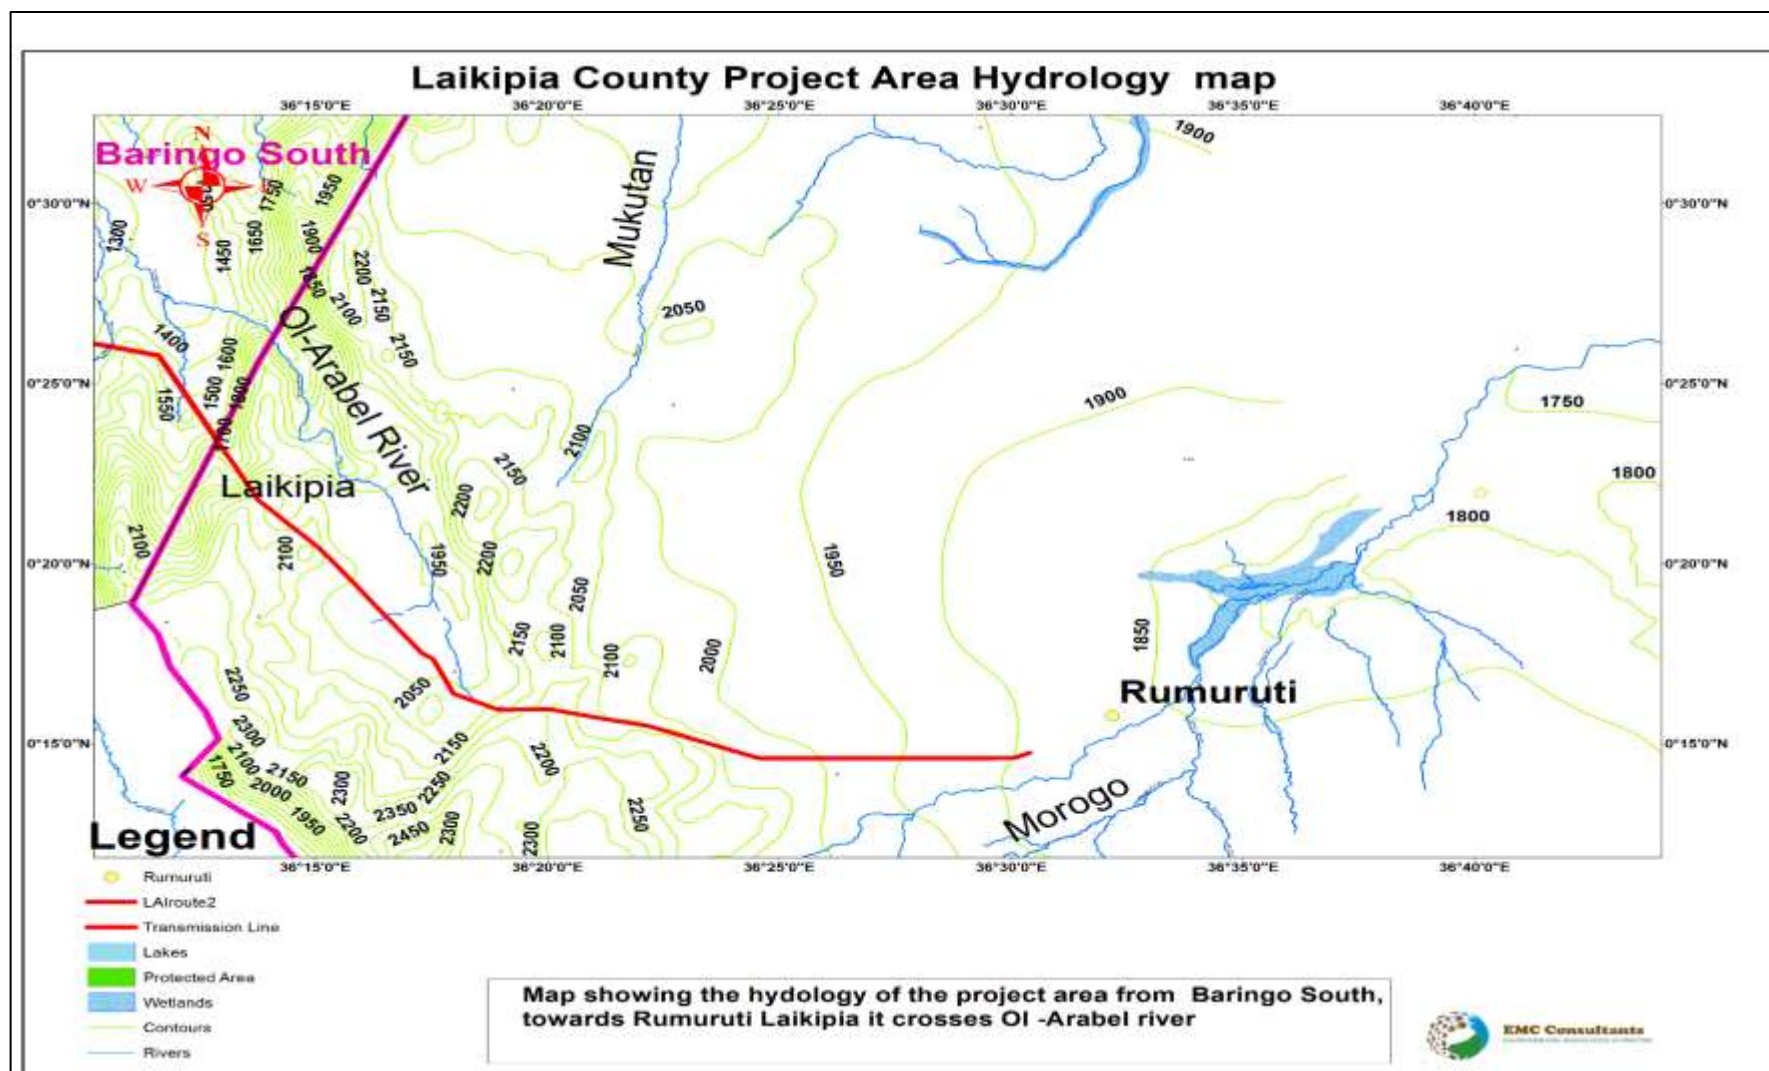 Laikipia County Project Area Hydrology map
36°15'0"E 36°20'0"E 36°25'0"E 36°30'0"E 36°35'0"E 36°40'0"E
Baringo South
N
W
S
0°30'0"N
0°30'0"N
0°25'0"N
0°25'0"N
0°20'0"N
0°20'0"N
0°15'0"N
0°15'0"N
Mukutan
Ol-Arabel River
Laikipia
Rumuruti
Morogo
1300
1450
1650
1750
1950
1900
1850
2200
2150
2100
2150
1400
1550
1500
1600
1800
1700
2100
2100
1950
2200
2150
2200
2100
2050
2150
2100
2100
2050
2050
2000
1950
1900
1900
1850
1750
1800
1800
2250
2300
2100
1750
2150
2000
1950
2300
2200
2350
2450
2250
2150
2300
2200
2300
2250
36°15'0"E 36°20'0"E 36°25'0"E 36°30'0"E 36°35'0"E 36°40'0"E
Legend
Rumuruti
LAIroute2
Transmission Line
Lakes
Protected Area
Wetlands
Contours
Rivers
Map showing the hydology of the project area from Baringo South,
towards Rumuruti Laikipia it crosses Ol -Arabel river
EMC Consultants